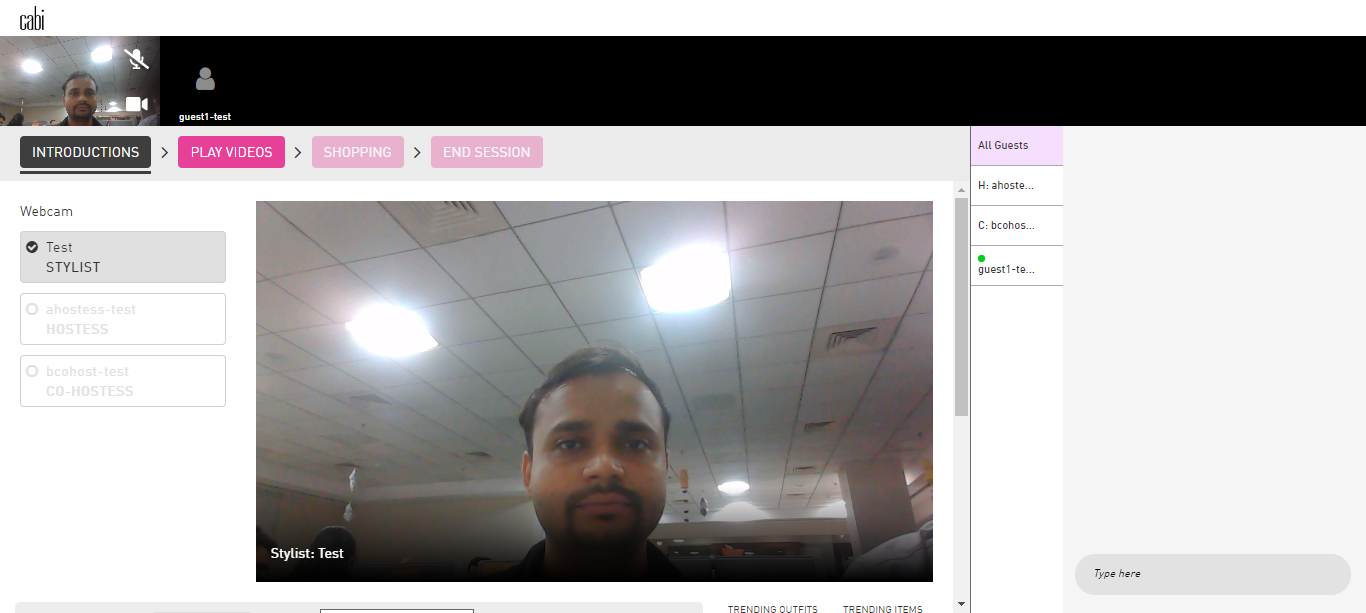 cabi
guest1-test
INTRODUCTIONS
PLAY VIDEOS
SHOPPING
END SESSION
Webcam
Test
STYLIST
ahostess-test
HOSTESS
bcohost-test
CO-HOSTESS
Stylist: Test
TRENDING OUTFITS
TRENDING ITEMS
All Guests
H: ahoste...
C: bcohos...
guest1-te...
Type here